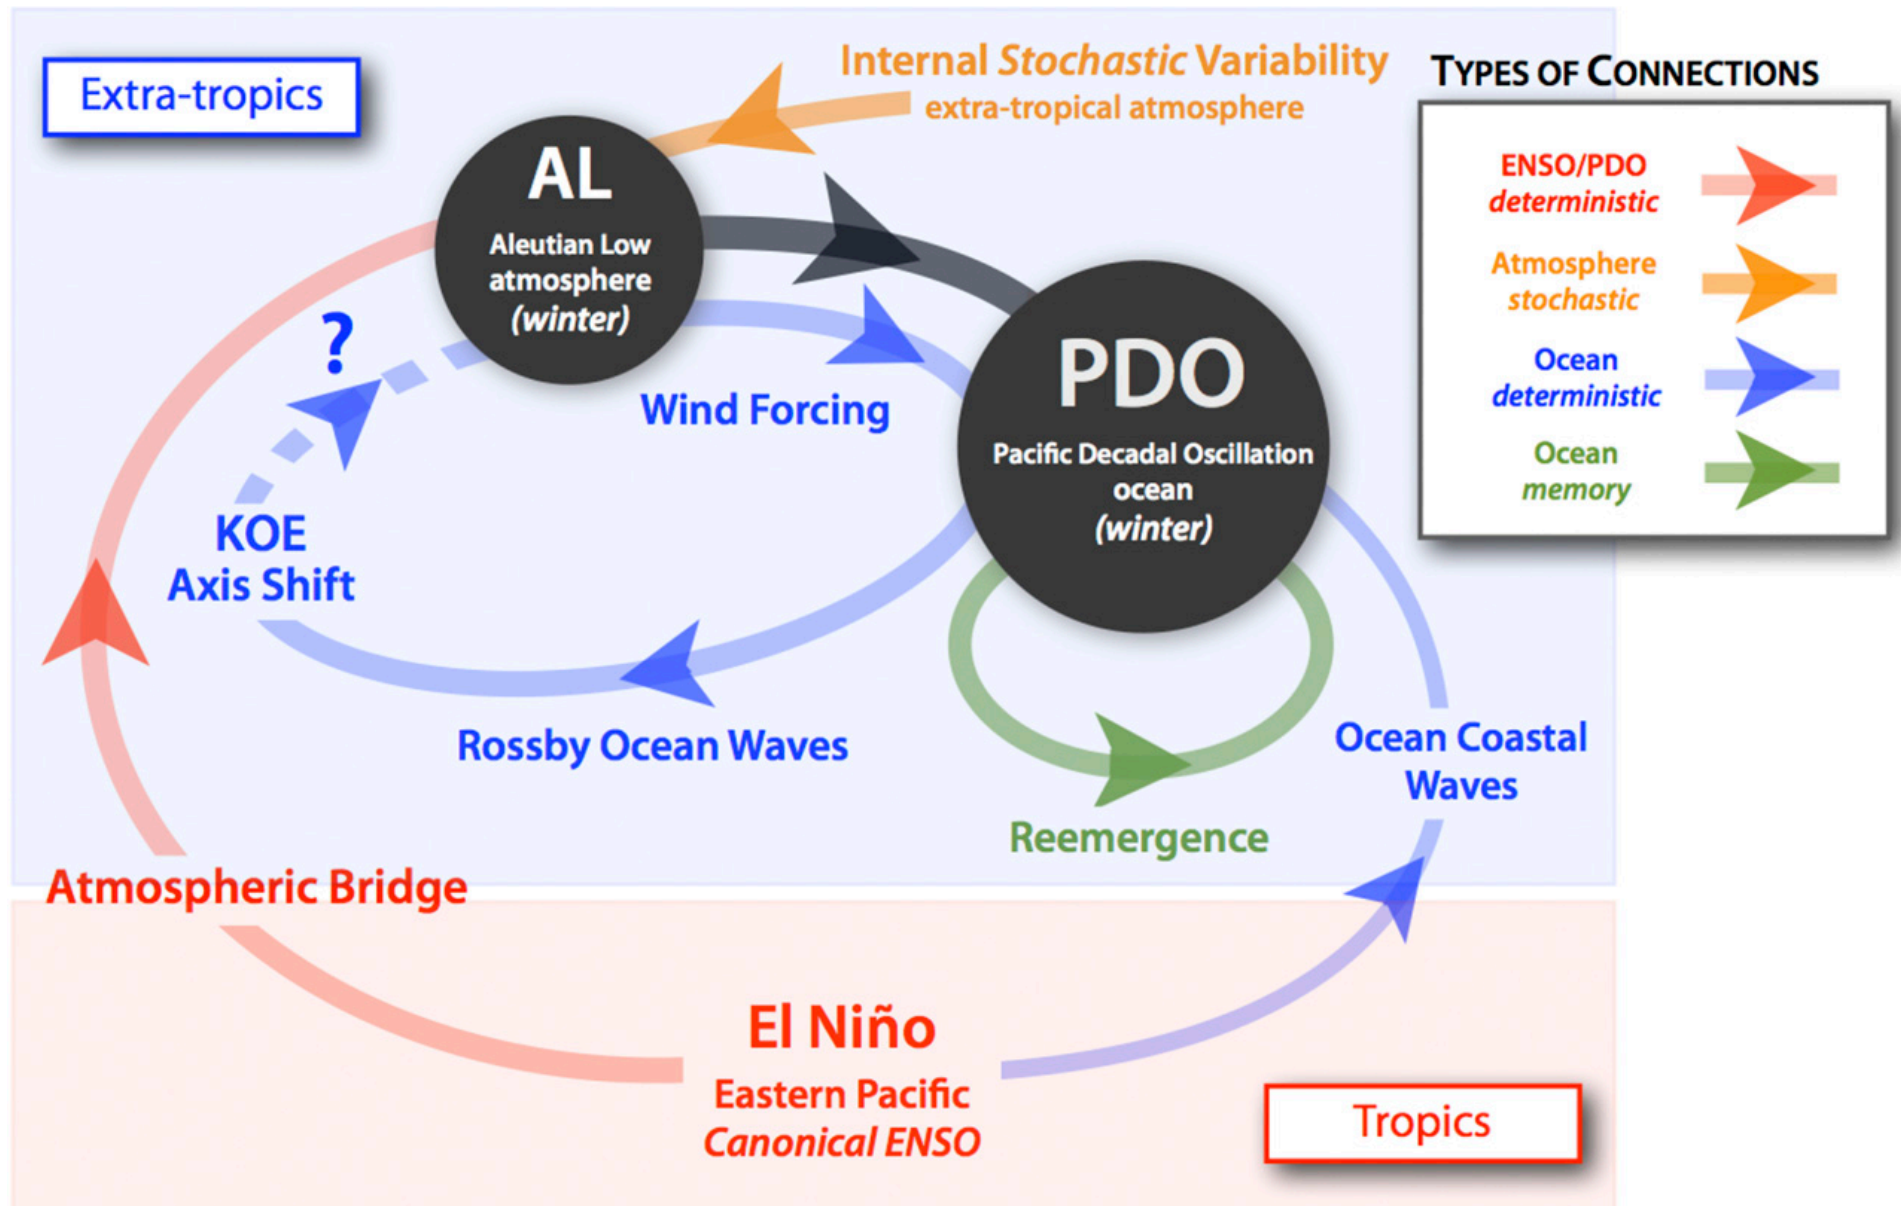 Extra-tropics
Internal Stochastic Variability
extra-tropical atmosphere
TYPES OF CONNECTIONS
ENSO/PDO
deterministic
Atmosphere
stochastic
Ocean
deterministic
Ocean
memory
AL
Aleutian Low
atmosphere
(winter)
?
Wind Forcing
PDO
Pacific Decadal Oscillation
ocean
(winter)
KOE
Axis Shift
Rossby Ocean Waves
Ocean Coastal
Waves
Reemergence
Atmospheric Bridge
El Niño
Eastern Pacific
Canonical ENSO
Tropics